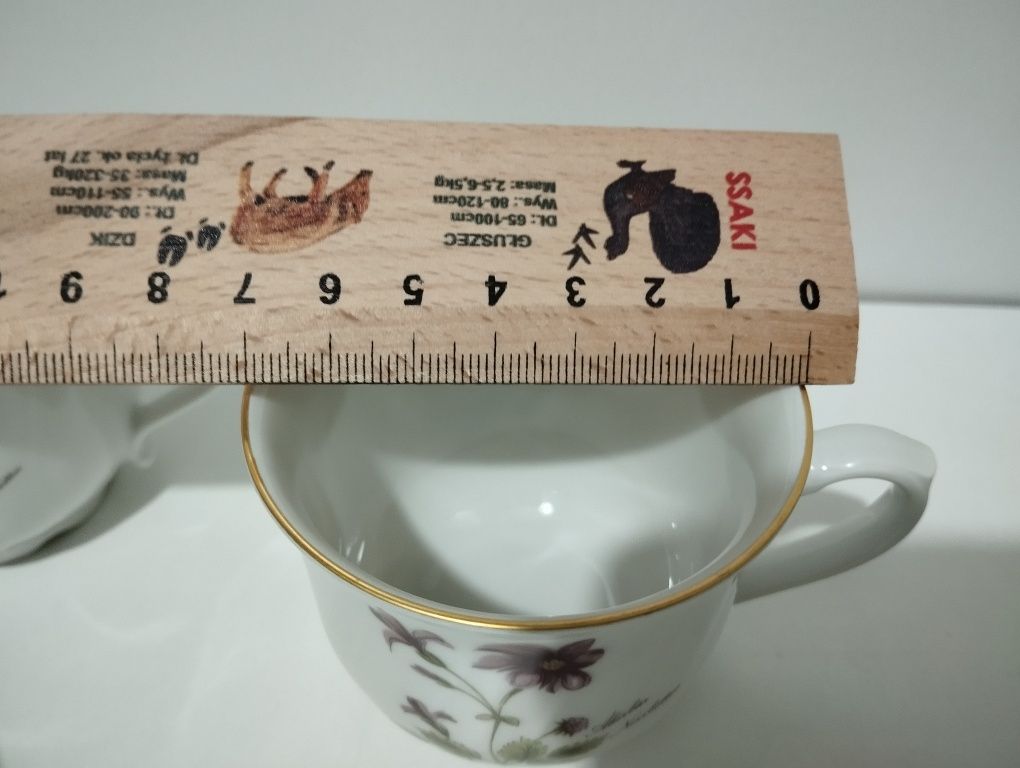 SSAKI
GŁUSZEC
Dł.: 65-100cm
Wys.: 80-120cm
Masa: 2,5-6,5kg
DZIK
Dł.: 90-200cm
Wys.: 55-110cm
Masa: 35-320kg
Dł. życia ok. 27 lat
0 1 2 3 4 5 6 7 8 9